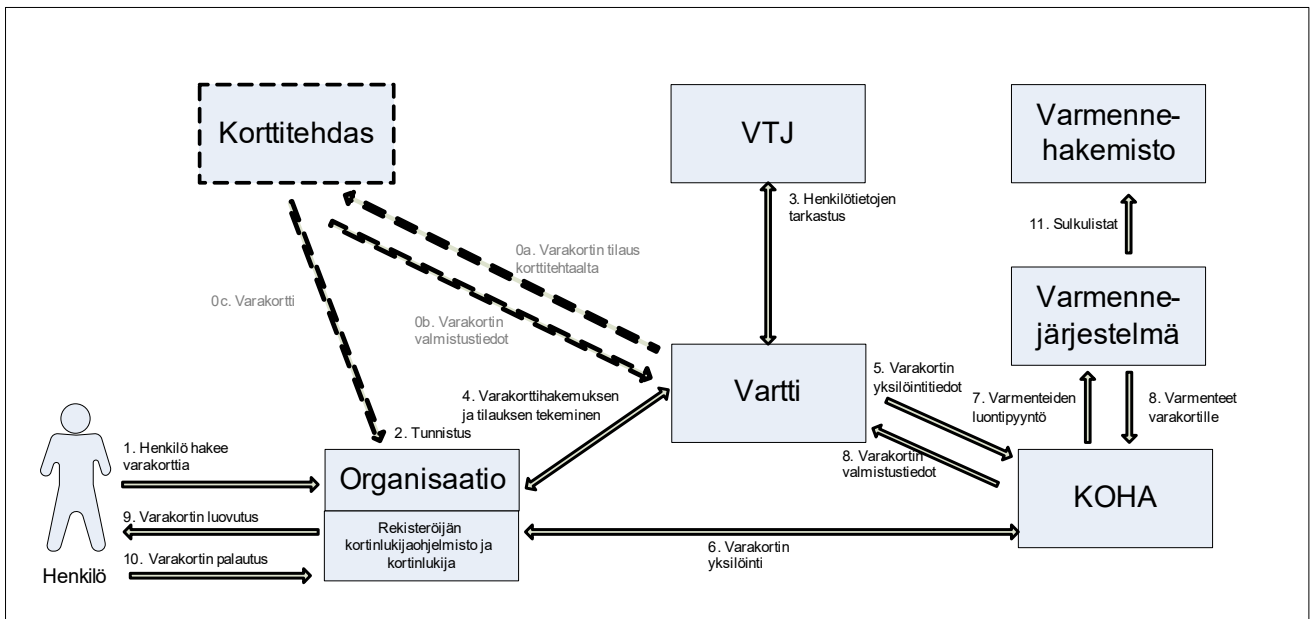 Korttitehdas
VTJ
Varmenne-
hakemisto
3. Henkilötietojen
tarkastus
11. Sulkulistat
0a. Varakortin tilaus
korttitehtaalta
0c. Varakortti
0b. Varakortin
valmistustiedot
Varmenne-
järjestelmä
Vartti
5. Varakortin
yksilöintitiedot
7. Varmenteiden
luontipyyntö
8. Varmenteet
varakortille
4. Varakorttihakemuksen
ja tilauksen tekeminen
2. Tunnistus
8. Varakortin
valmistustiedot
1. Henkilö hakee
varakorttia
Organisaatio
KOHA
9. Varakortin luovutus
Rekisteröijän
kortinlukijaohjelmisto ja
kortinlukija
6. Varakortin
yksilöinti
10. Varakortin palautus
Henkilö